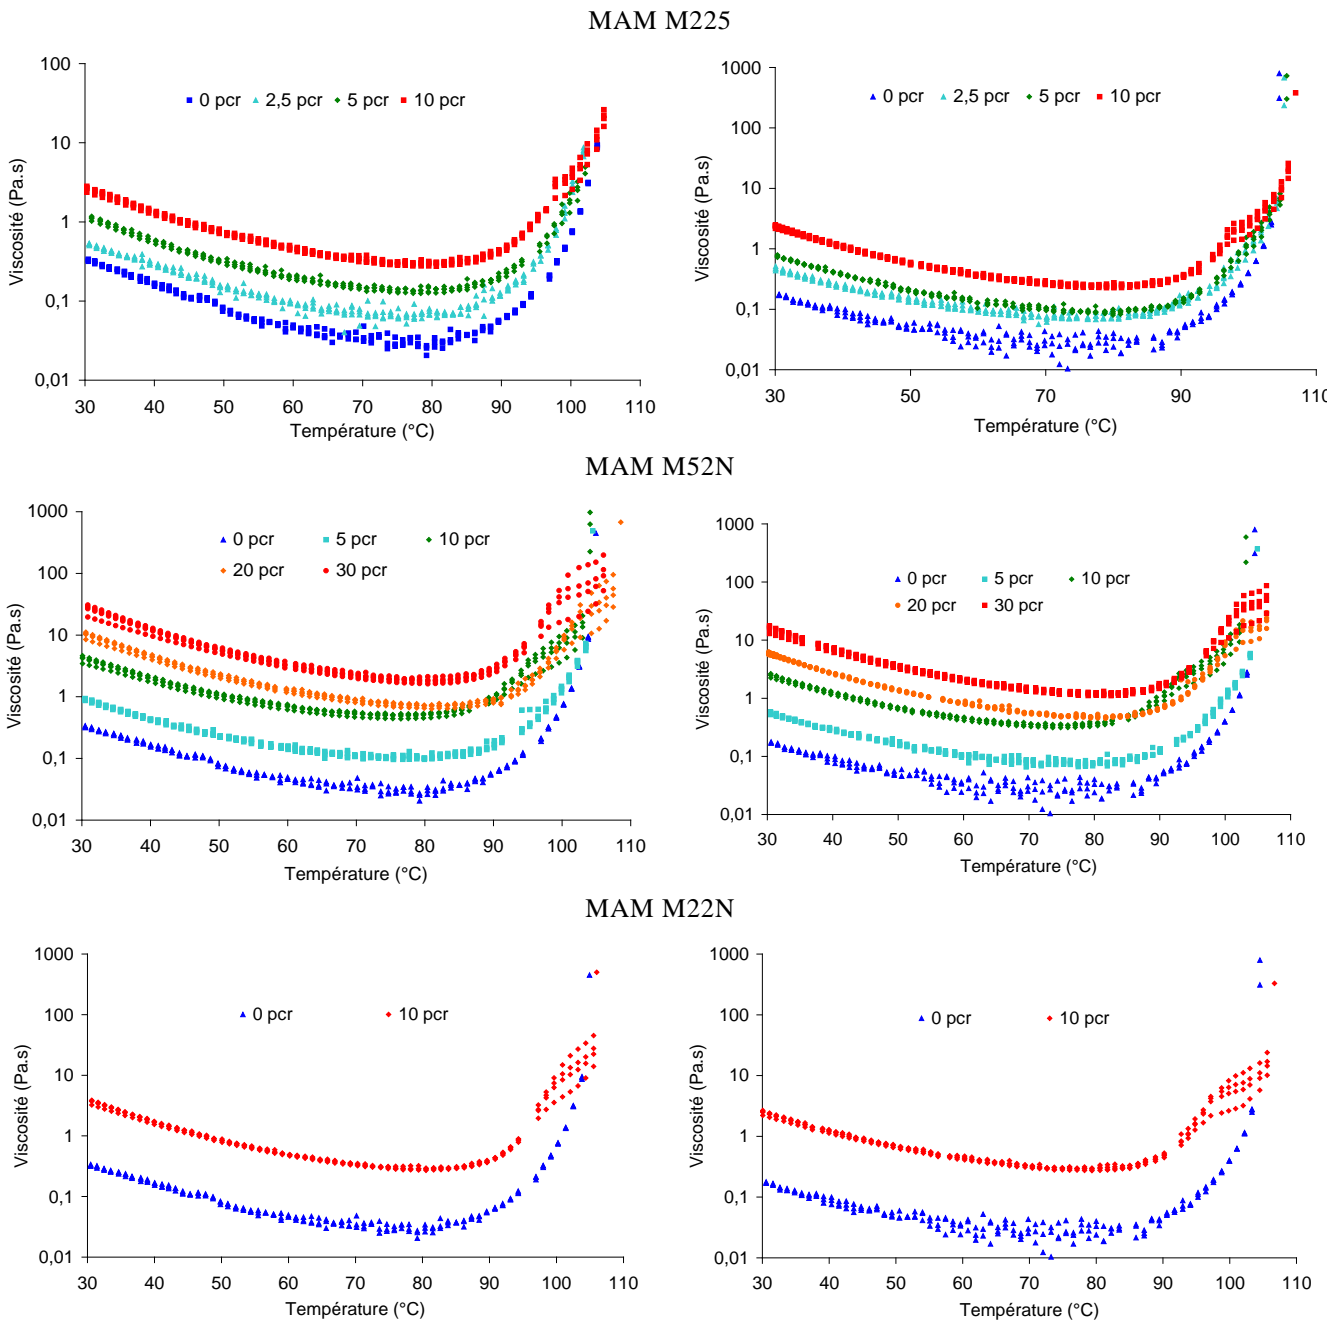 MAM M225
100
10
1
0,1
0,01
Viscosité (Pa.s)
0 pcr 2,5 pcr 5 pcr 10 pcr
30 40 50 60 70 80 90 100 110
Température (°C)
1000
100
10
1
0,1
0,01
Viscosité (Pa.s)
0 pcr 2,5 pcr 5 pcr 10 pcr
30 50 70 90 110
Température (°C)
MAM M52N
1000
100
10
1
0,1
0,01
Viscosité (Pa.s)
0 pcr 5 pcr 10 pcr
20 pcr 30 pcr
30 40 50 60 70 80 90 100 110
Température (°C)
1000
100
10
1
0,1
0,01
Viscosité (Pa.s)
0 pcr 5 pcr 10 pcr
20 pcr 30 pcr
30 40 50 60 70 80 90 100 110
Température (°C)
MAM M22N
1000
100
10
1
0,1
0,01
Viscosité (Pa.s)
0 pcr 10 pcr
30 40 50 60 70 80 90 100 110
Température (°C)
1000
100
10
1
0,1
0,01
Viscosité (Pa.s)
0 pcr 10 pcr
30 40 50 60 70 80 90 100 110
Température (°C)